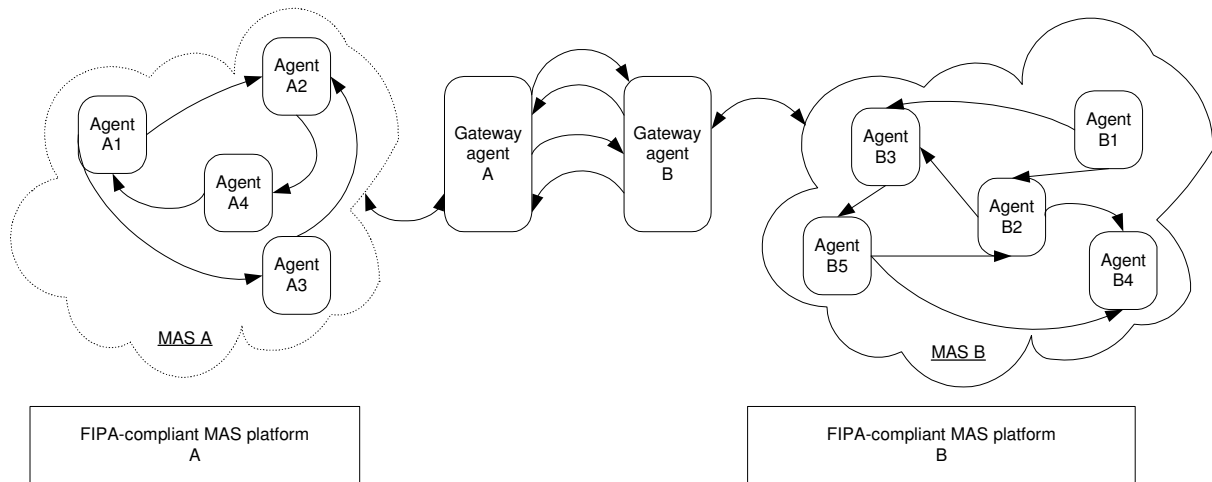 Agent
A2
Agent
A1
Agent
A4
Agent
A3
MAS A
Gateway
agent
A
Gateway
agent
B
Agent
B1
Agent
B3
Agent
B2
Agent
B5
Agent
B4
MAS B
FIPA-compliant MAS platform
A
FIPA-compliant MAS platform
B